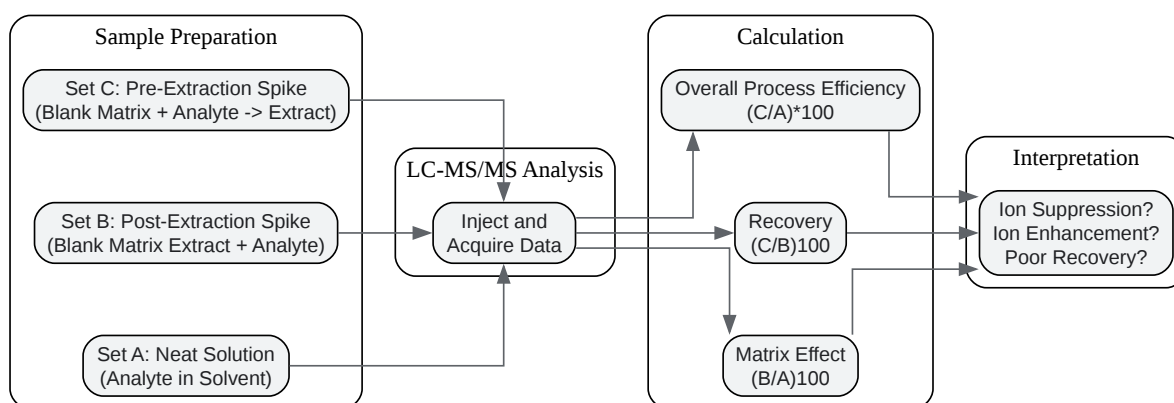 Sample Preparation
Set C: Pre-Extraction Spike
(Blank Matrix + Analyte -> Extract)
Set B: Post-Extraction Spike
(Blank Matrix Extract + Analyte)
Set A: Neat Solution
(Analyte in Solvent)
LC-MS/MS Analysis
Inject and
Acquire Data
Calculation
Overall Process Efficiency
(C/A)*100
Recovery
(C/B)100
Matrix Effect
(B/A)100
Interpretation
Ion Suppression?
Ion Enhancement?
Poor Recovery?